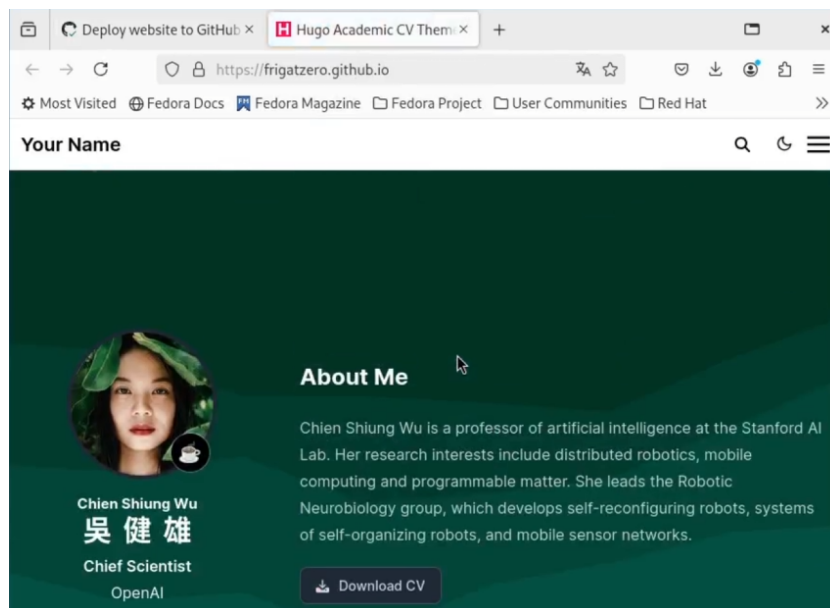 Deploy website to GitHub
Hugo Academic CV Them
https://frigatzero.github.io
Most Visited
Fedora Docs
Fedora Magazine
Fedora Project
User Communities
Red Hat
Your Name
About Me
Chien Shiung Wu is a professor of artificial intelligence at the Stanford AI
Lab. Her research interests include distributed robotics, mobile
computing and programmable matter. She leads the Robotic
Neurobiology group, which develops self-reconfiguring robots, systems
of self-organizing robots, and mobile sensor networks.
Download CV
Chien Shiung Wu
吳健雄
Chief Scientist
OpenAI